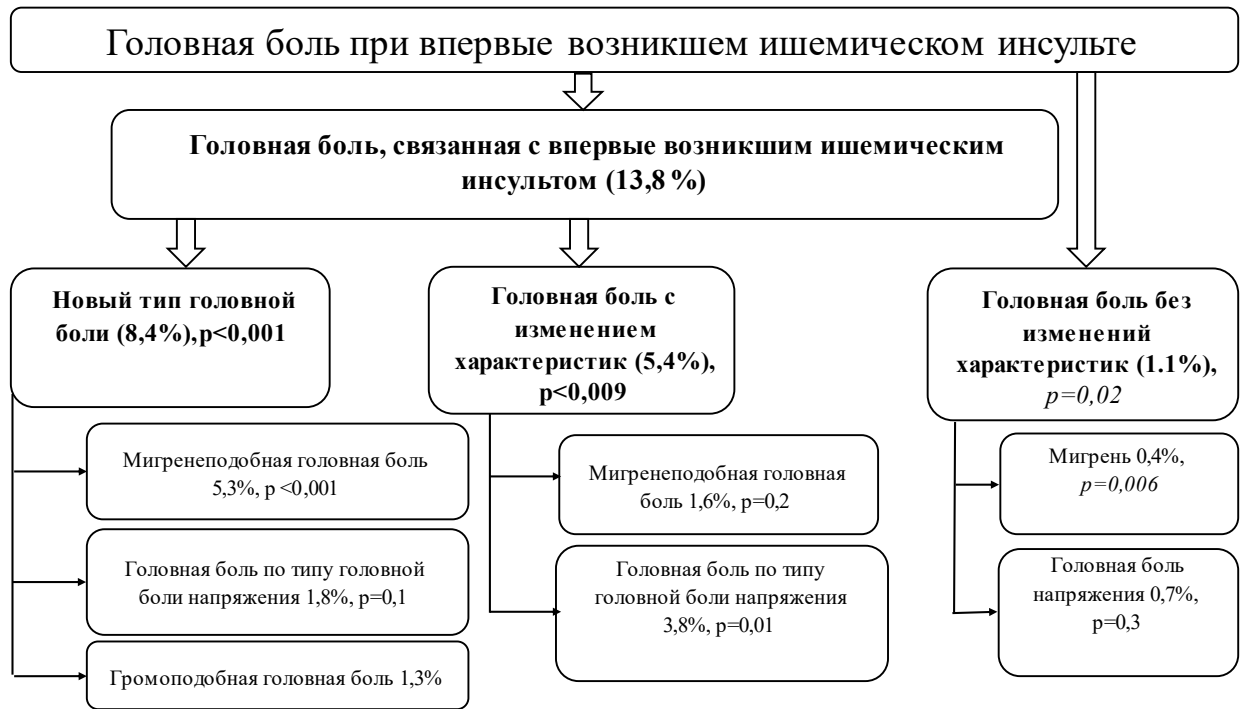 Головная боль при впервые возникшем ишемическом инсульте
Головная боль, связанная с впервые возникшим ишемическим
инсультом (13,8 %)
Новый тип головной
боли (8,4%),p<0,001
Мигренеподобная головная боль
5,3%, p <0,001
Головная боль по типу головной
боли напряжения 1,8%, p=0,1
Громоподобная головная боль 1,3%
Головная боль с
изменением
характеристик (5,4%),
p<0,009
Мигренеподобная головная
боль 1,6%, p=0,2
Головная боль по типу
головной боли напряжения
3,8%, p=0,01
Головная боль без
изменений
характеристик (1.1%),
p=0,02
Мигрень 0,4%,
p=0,006
Головная боль
напряжения 0,7%,
p=0,3